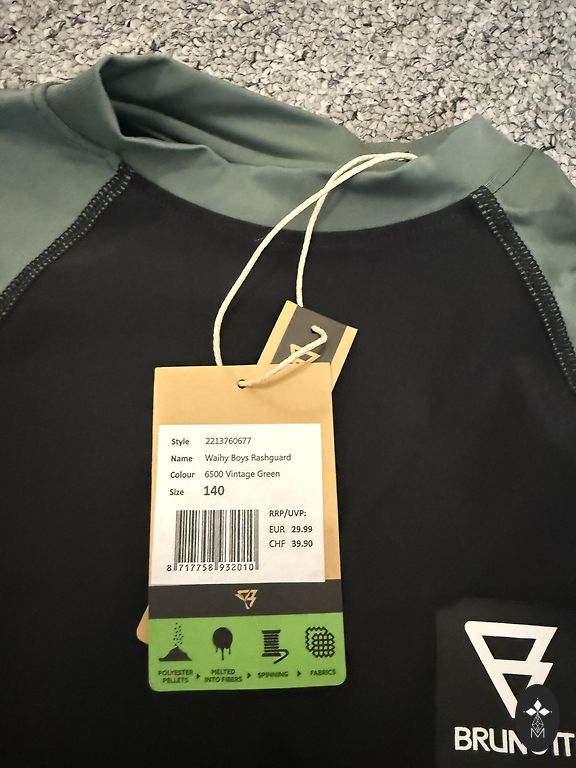 Style 2213760677
Name Waihy Boys Rashguard
Colour 6500 Vintage Green
Size 140
RRP/UVP:
EUR 29.99
CHF 39.90
8 717758 932010
POLYESTER PELLETS
MELTED INTO FIBERS
SPINNING
FABRICS